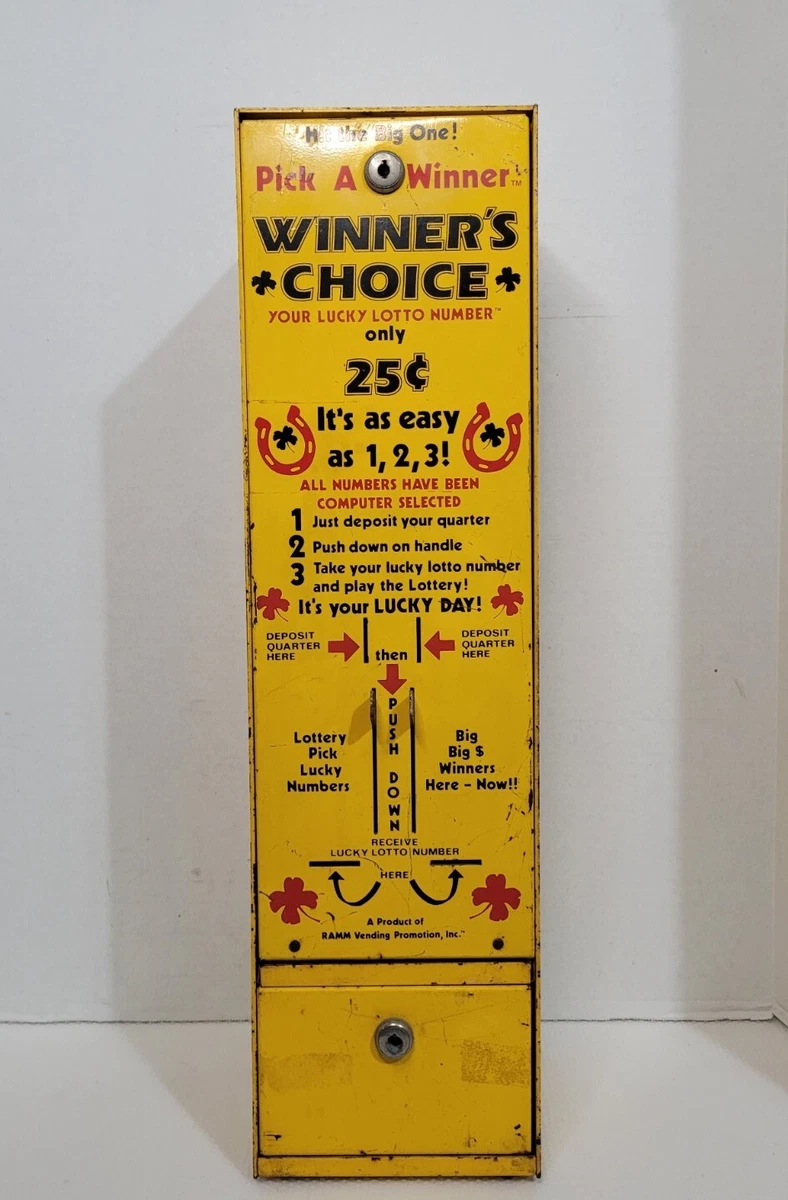 Hit the Big One!
Pick A Winner™
WINNER'S
CHOICE
YOUR LUCKY LOTTO NUMBER™
only
25¢
It's as easy
as 1, 2, 3!
ALL NUMBERS HAVE BEEN
COMPUTER SELECTED
1 Just deposit your quarter
2 Push down on handle
3 Take your lucky lotto number
and play the Lottery!
It's your LUCKY DAY!
DEPOSIT
QUARTER
HERE
DEPOSIT
QUARTER
HERE
then
PUSH DOWN
Lottery
Pick
Lucky
Numbers
Big
Big $
Winners
Here – Now!!
RECEIVE
LUCKY LOTTO NUMBER
HERE
A Product of
RAMM Vending Promotion, Inc.™